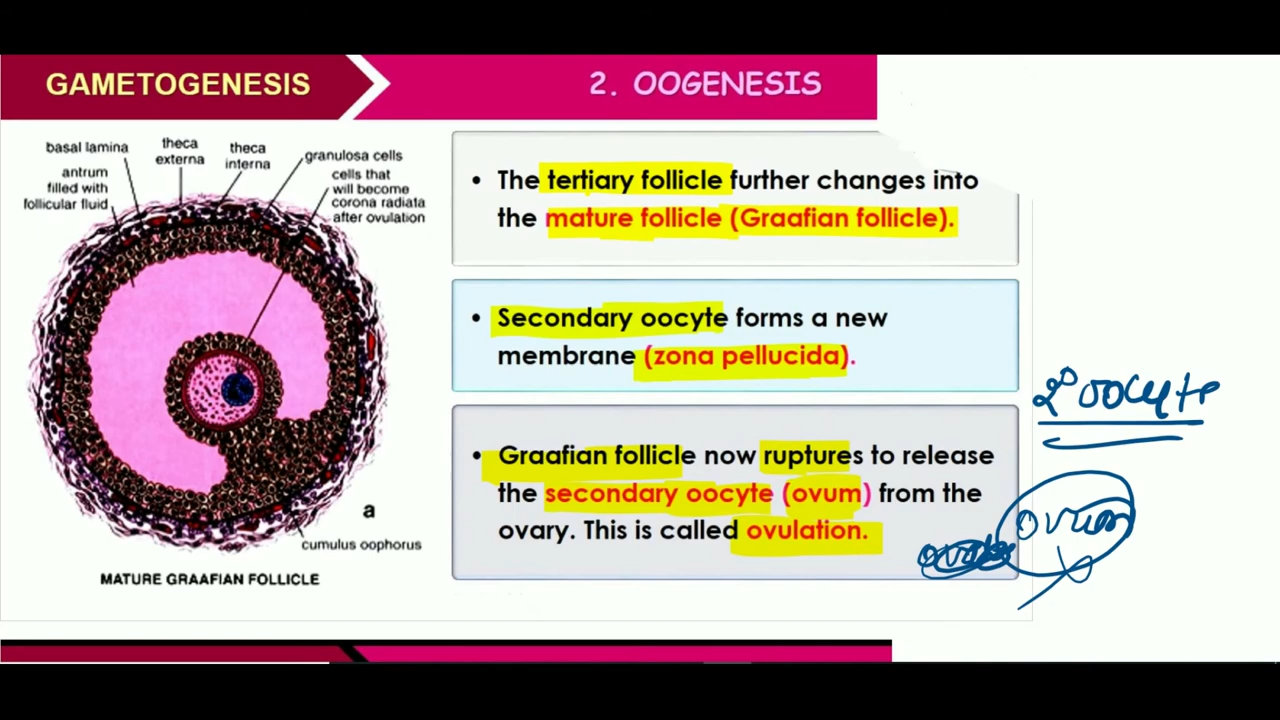 GAMETOGENESIS
2. OOGENESIS
basal lamina
theca
externa
theca
interna
granulosa cells
antrum
filled with
follicular fluid
cells that
will become
corona radiata
after ovulation
a
cumulus oophorus
MATURE GRAAFIAN FOLLICLE
• The tertiary follicle further changes into
the mature follicle (Graafian follicle).
• Secondary oocyte forms a new
membrane (zona pellucida).
• Graafian follicle now ruptures to release
the secondary oocyte (ovum) from the
ovary. This is called ovulation.
2° oocyte
ovum